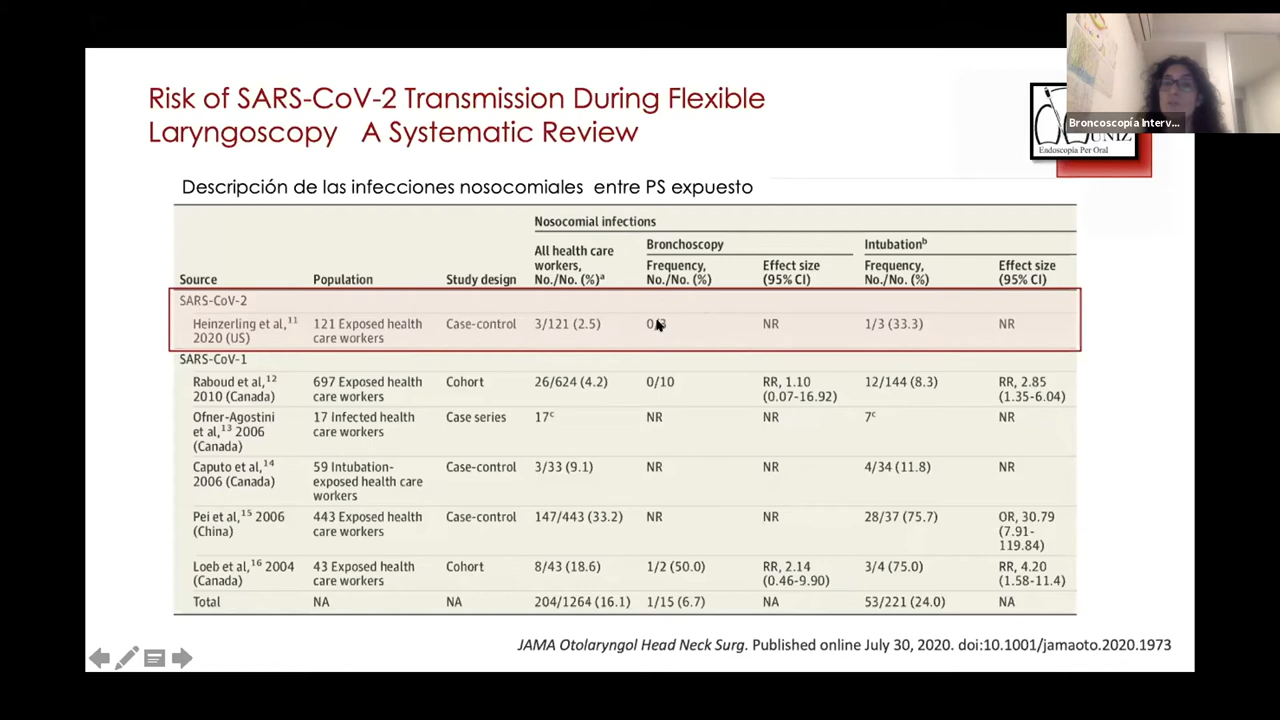 Risk of SARS-CoV-2 Transmission During Flexible
Laryngoscopy A Systematic Review
Broncoscopía Interv...
UNIZ
Endoscopia Per Oral
Descripción de las infecciones nosocomiales entre PS expuesto
Nosocomial infections
All health care workers, No./No. (%)a
Bronchoscopy
Intubationb
Source Population Study design Frequency, No./No. (%) Effect size (95% CI) Frequency, No./No. (%) Effect size (95% CI)
SARS-CoV-2
Heinzerling et al,11 2020 (US) 121 Exposed health care workers Case-control 3/121 (2.5) 0/3 NR 1/3 (33.3) NR
SARS-CoV-1
Raboud et al,12 2010 (Canada) 697 Exposed health care workers Cohort 26/624 (4.2) 0/10 RR, 1.10 (0.07-16.92) 12/144 (8.3) RR, 2.85 (1.35-6.04)
Ofner-Agostini et al,13 2006 (Canada) 17 Infected health care workers Case series 17c NR NR 7c NR
Caputo et al,14 2006 (Canada) 59 Intubation-exposed health care workers Case-control 3/33 (9.1) NR NR 4/34 (11.8) NR
Pei et al,15 2006 (China) 443 Exposed health care workers Case-control 147/443 (33.2) NR NR 28/37 (75.7) OR, 30.79 (7.91-119.84)
Loeb et al,16 2004 (Canada) 43 Exposed health care workers Cohort 8/43 (18.6) 1/2 (50.0) RR, 2.14 (0.46-9.90) 3/4 (75.0) RR, 4.20 (1.58-11.4)
Total NA NA 204/1264 (16.1) 1/15 (6.7) NA 53/221 (24.0) NA
JAMA Otolaryngol Head Neck Surg. Published online July 30, 2020. doi:10.1001/jamaoto.2020.1973